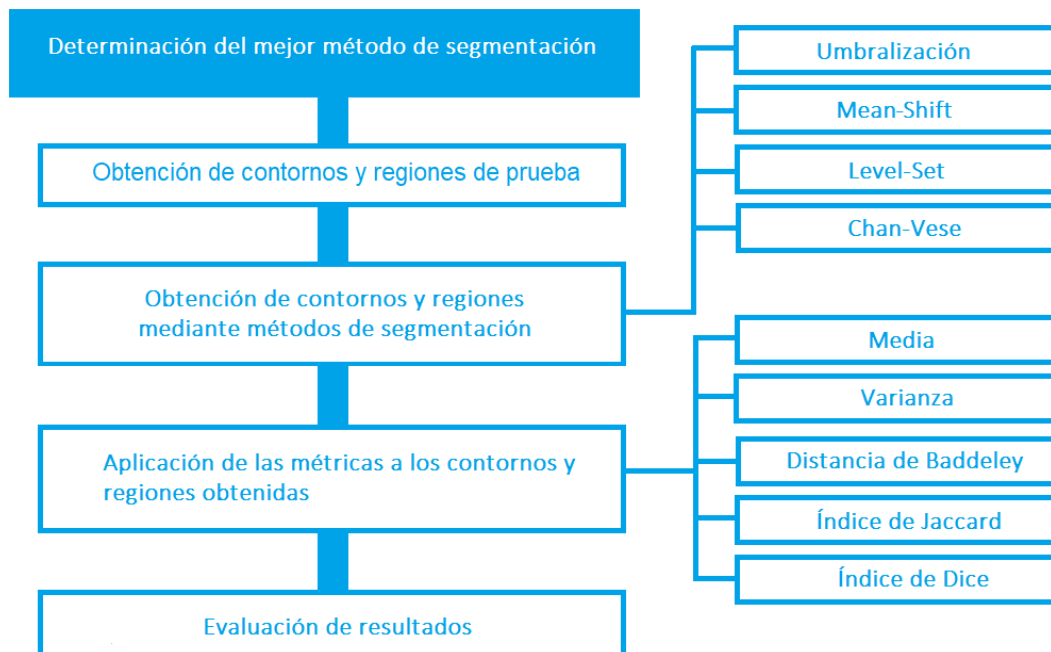 Determinación del mejor método de segmentación
Obtención de contornos y regiones de prueba
Obtención de contornos y regiones
mediante métodos de segmentación
Umbralización
Mean-Shift
Level-Set
Chan-Vese
Aplicación de las métricas a los contornos y
regiones obtenidas
Media
Varianza
Distancia de Baddeley
Índice de Jaccard
Índice de Dice
Evaluación de resultados